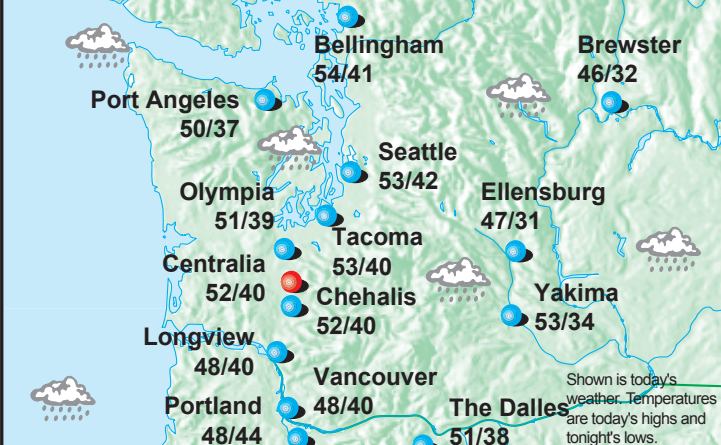 Bellingham
54/41
Brewster
46/32
Port Angeles
50/37
Seattle
53/42
Olympia
51/39
Ellensburg
47/31
Tacoma
53/40
Centralia
52/40
Chehalis
52/40
Yakima
53/34
Longview
48/40
Vancouver
48/40
Portland
48/44
The Dalles
51/38
Shown is today's
weather. Temperatures
are today's highs and
tonight's lows.